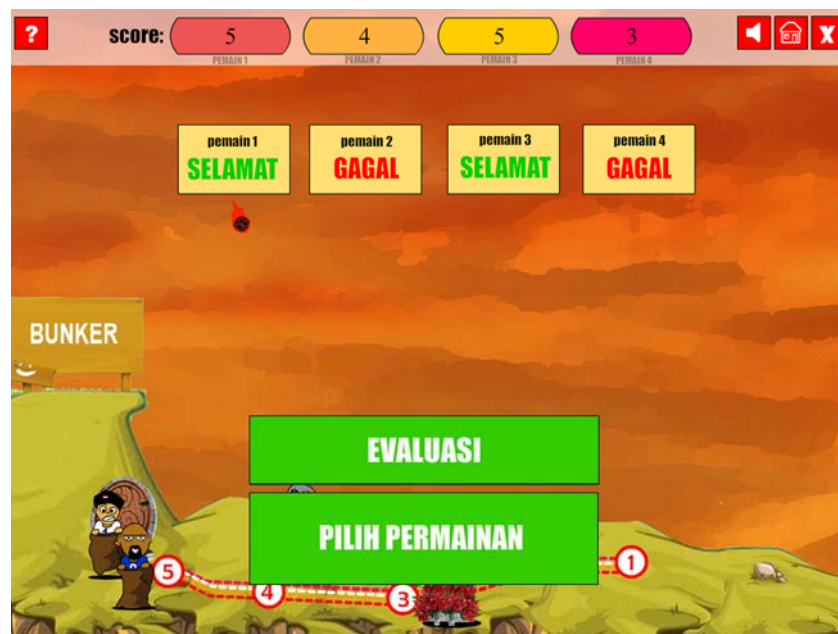 ?
score:
5
4
5
3
X
PEMAIN 1
PEMAIN 2
PEMAIN 3
PEMAIN 4
pemain 1
SELAMAT
pemain 2
GAGAL
pemain 3
SELAMAT
pemain 4
GAGAL
BUNKER
EVALUASI
PILIH PERMAINAN
5
4
3
1